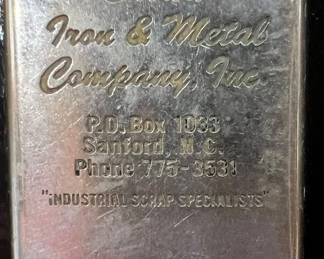 Iron & Metal
Company, Inc.
P.O. Box 1033
Sanford, N.C.
Phone 775-3531
"INDUSTRIAL SCRAP SPECIALISTS"